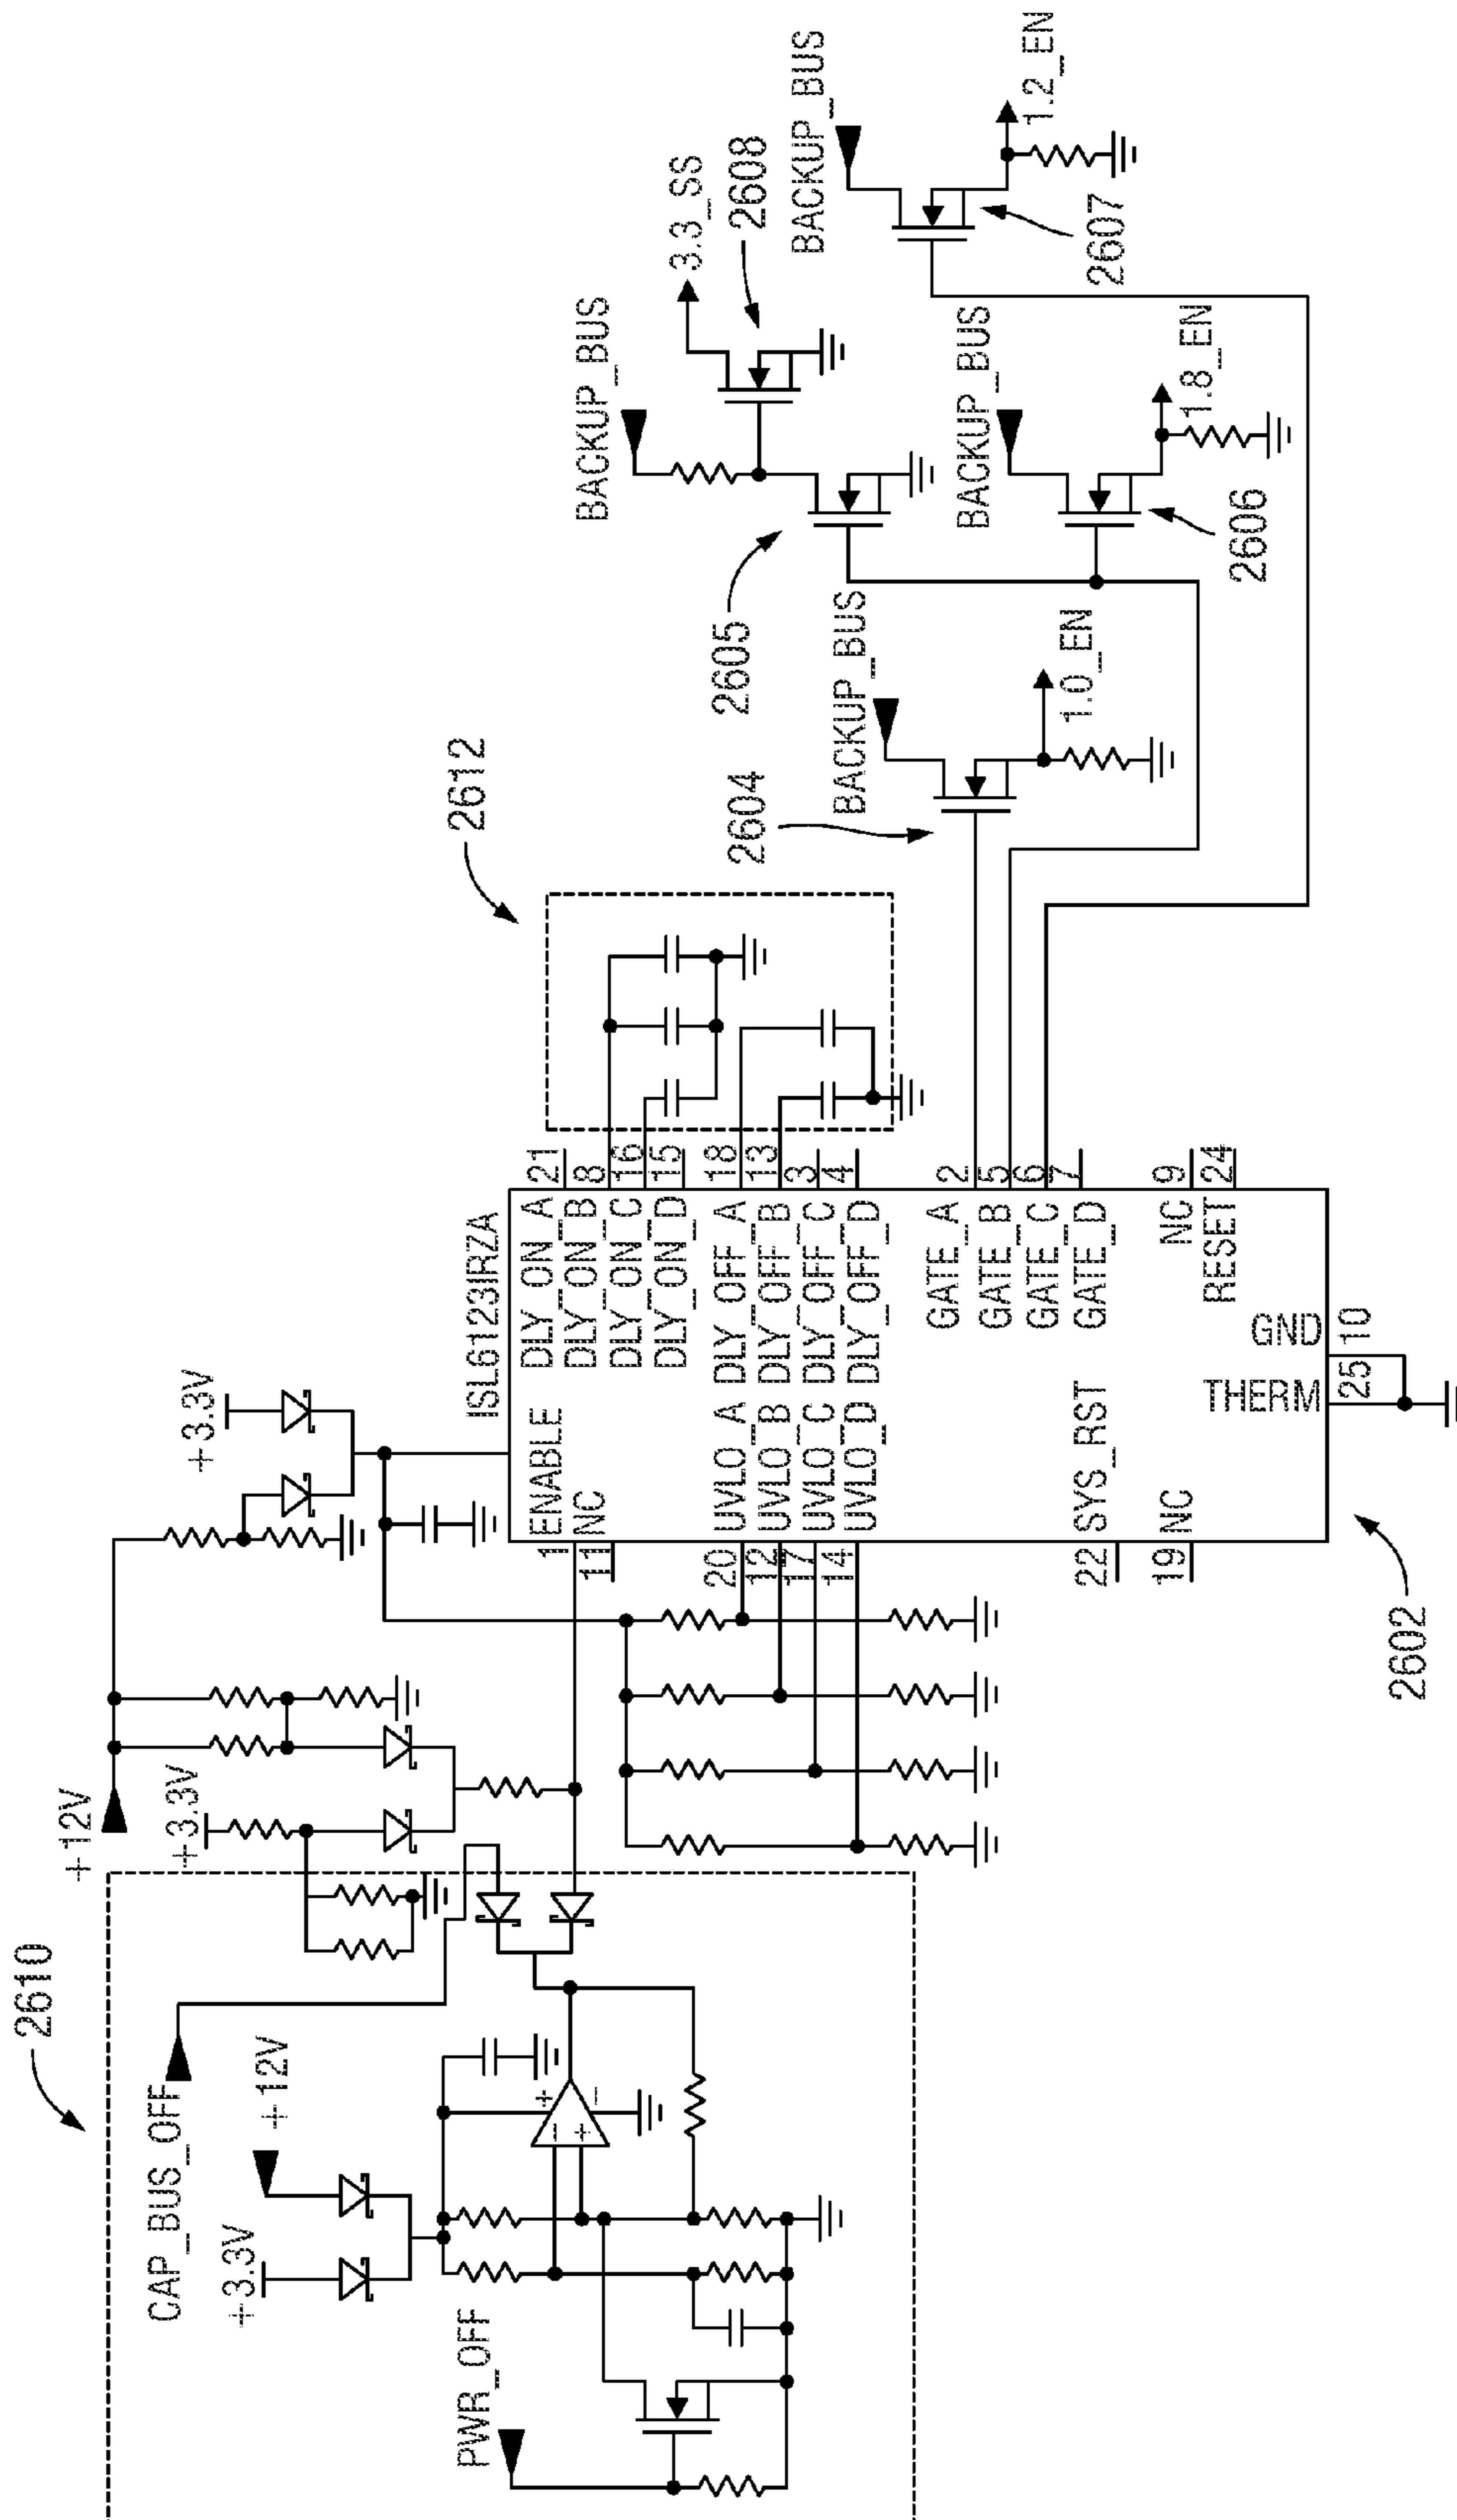 2610
CAP_BUS_OFF
+12V
+3.3V
PWR_OFF
+12V
+3.3V
+3.3V
ISL6123IRZA
1 ENABLE
11 NC
20 UVLO_A
12 UVLO_B
17 UVLO_C
14 UVLO_D
22 SYS_RST
19 NC
DLY_ON_A 21
DLY_ON_B 8
DLY_ON_C 16
DLY_ON_D 15
DLY_OFF_A 18
DLY_OFF_B 13
DLY_OFF_C 3
DLY_OFF_D 4
GATE_A 2
GATE_B 5
GATE_C 6
GATE_D 7
NC 9
RESET 24
GND 10
THERM 25
2602
2612
2604
BACKUP_BUS
1.0_EN
2605
BACKUP_BUS
3.3_SS
2608
BACKUP_BUS
1.8_EN
2606
BACKUP_BUS
1.2_EN
2607